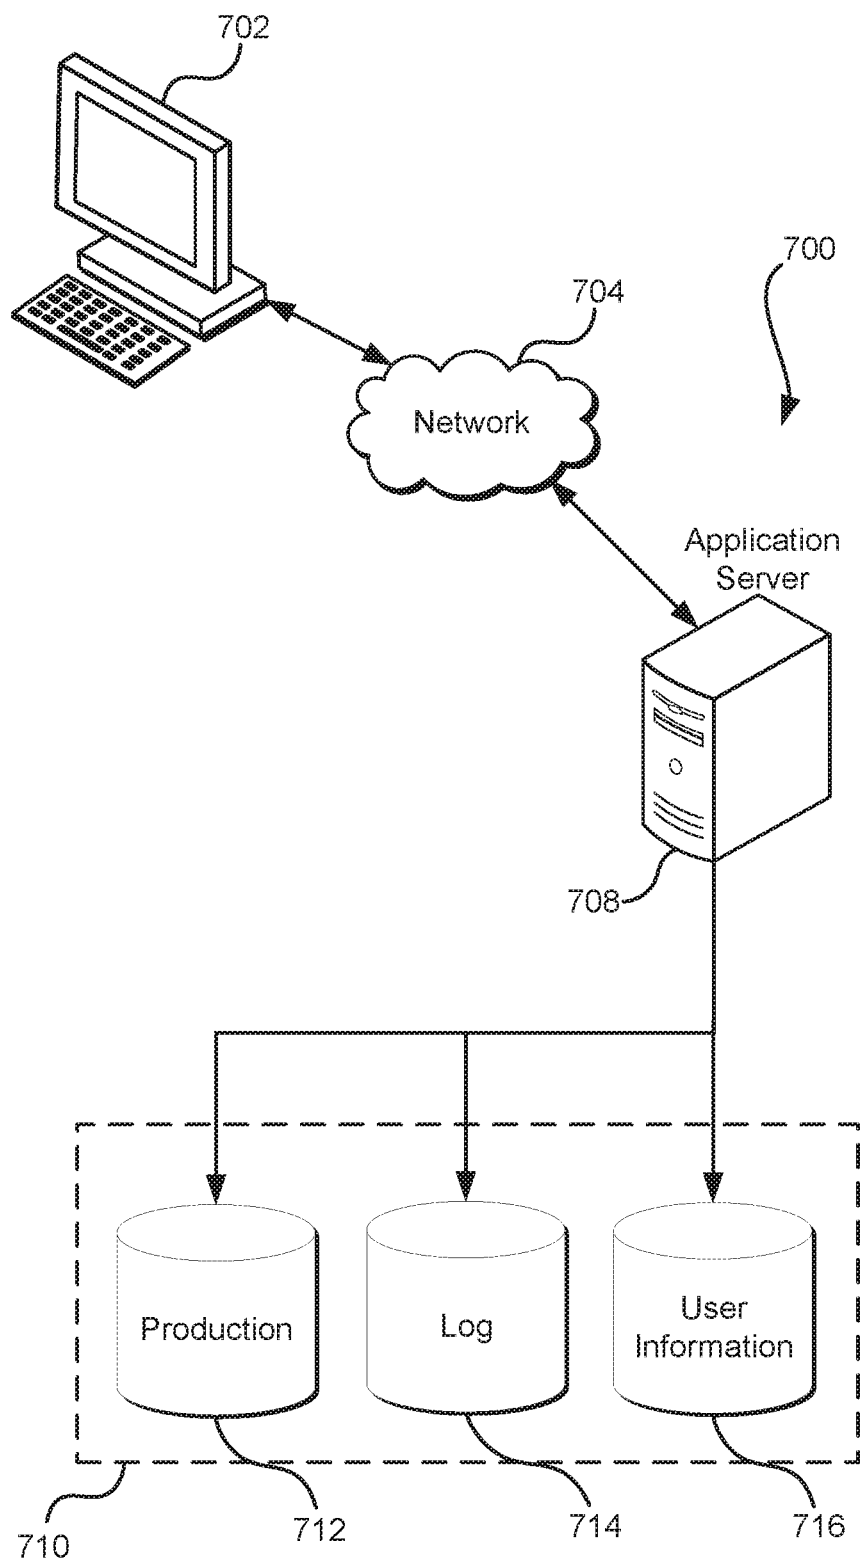 702
700
704
Network
Application
Server
708
Production
Log
User
Information
710
712
714
716